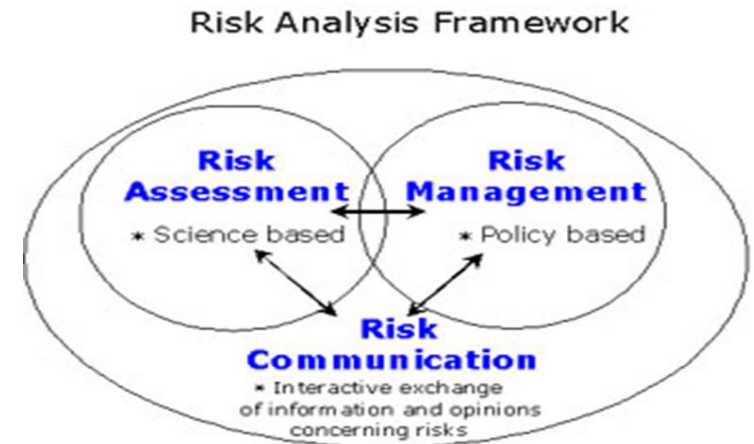 Risk Analysis Framework
Risk
Assessment
* Science based
Risk
Management
* Policy based
Risk
Communication
* Interactive exchange
of information and opinions
concerning risks